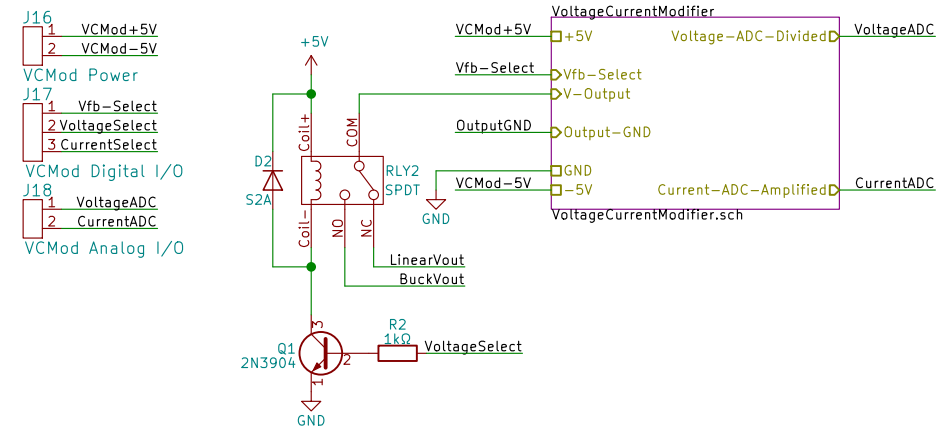 J16
1 VCMod+5V
2 VCMod-5V
VCMod Power
J17
1 Vfb-Select
2 VoltageSelect
3 CurrentSelect
VCMod Digital I/O
J18
1 VoltageADC
2 CurrentADC
VCMod Analog I/O
+5V
Coil+
COM
D2
S2A
RLY2
SPDT
Coil-
NO
NC
LinearVout
BuckVout
3
Q1
2N3904
2
1
GND
R2
1kΩ
VoltageSelect
VoltageCurrentModifier
VCMod+5V
+5V
Voltage-ADC-Divided
VoltageADC
Vfb-Select
Vfb-Select
V-Output
OutputGND
Output-GND
GND
GND
VCMod-5V
-5V
Current-ADC-Amplified
CurrentADC
VoltageCurrentModifier.sch